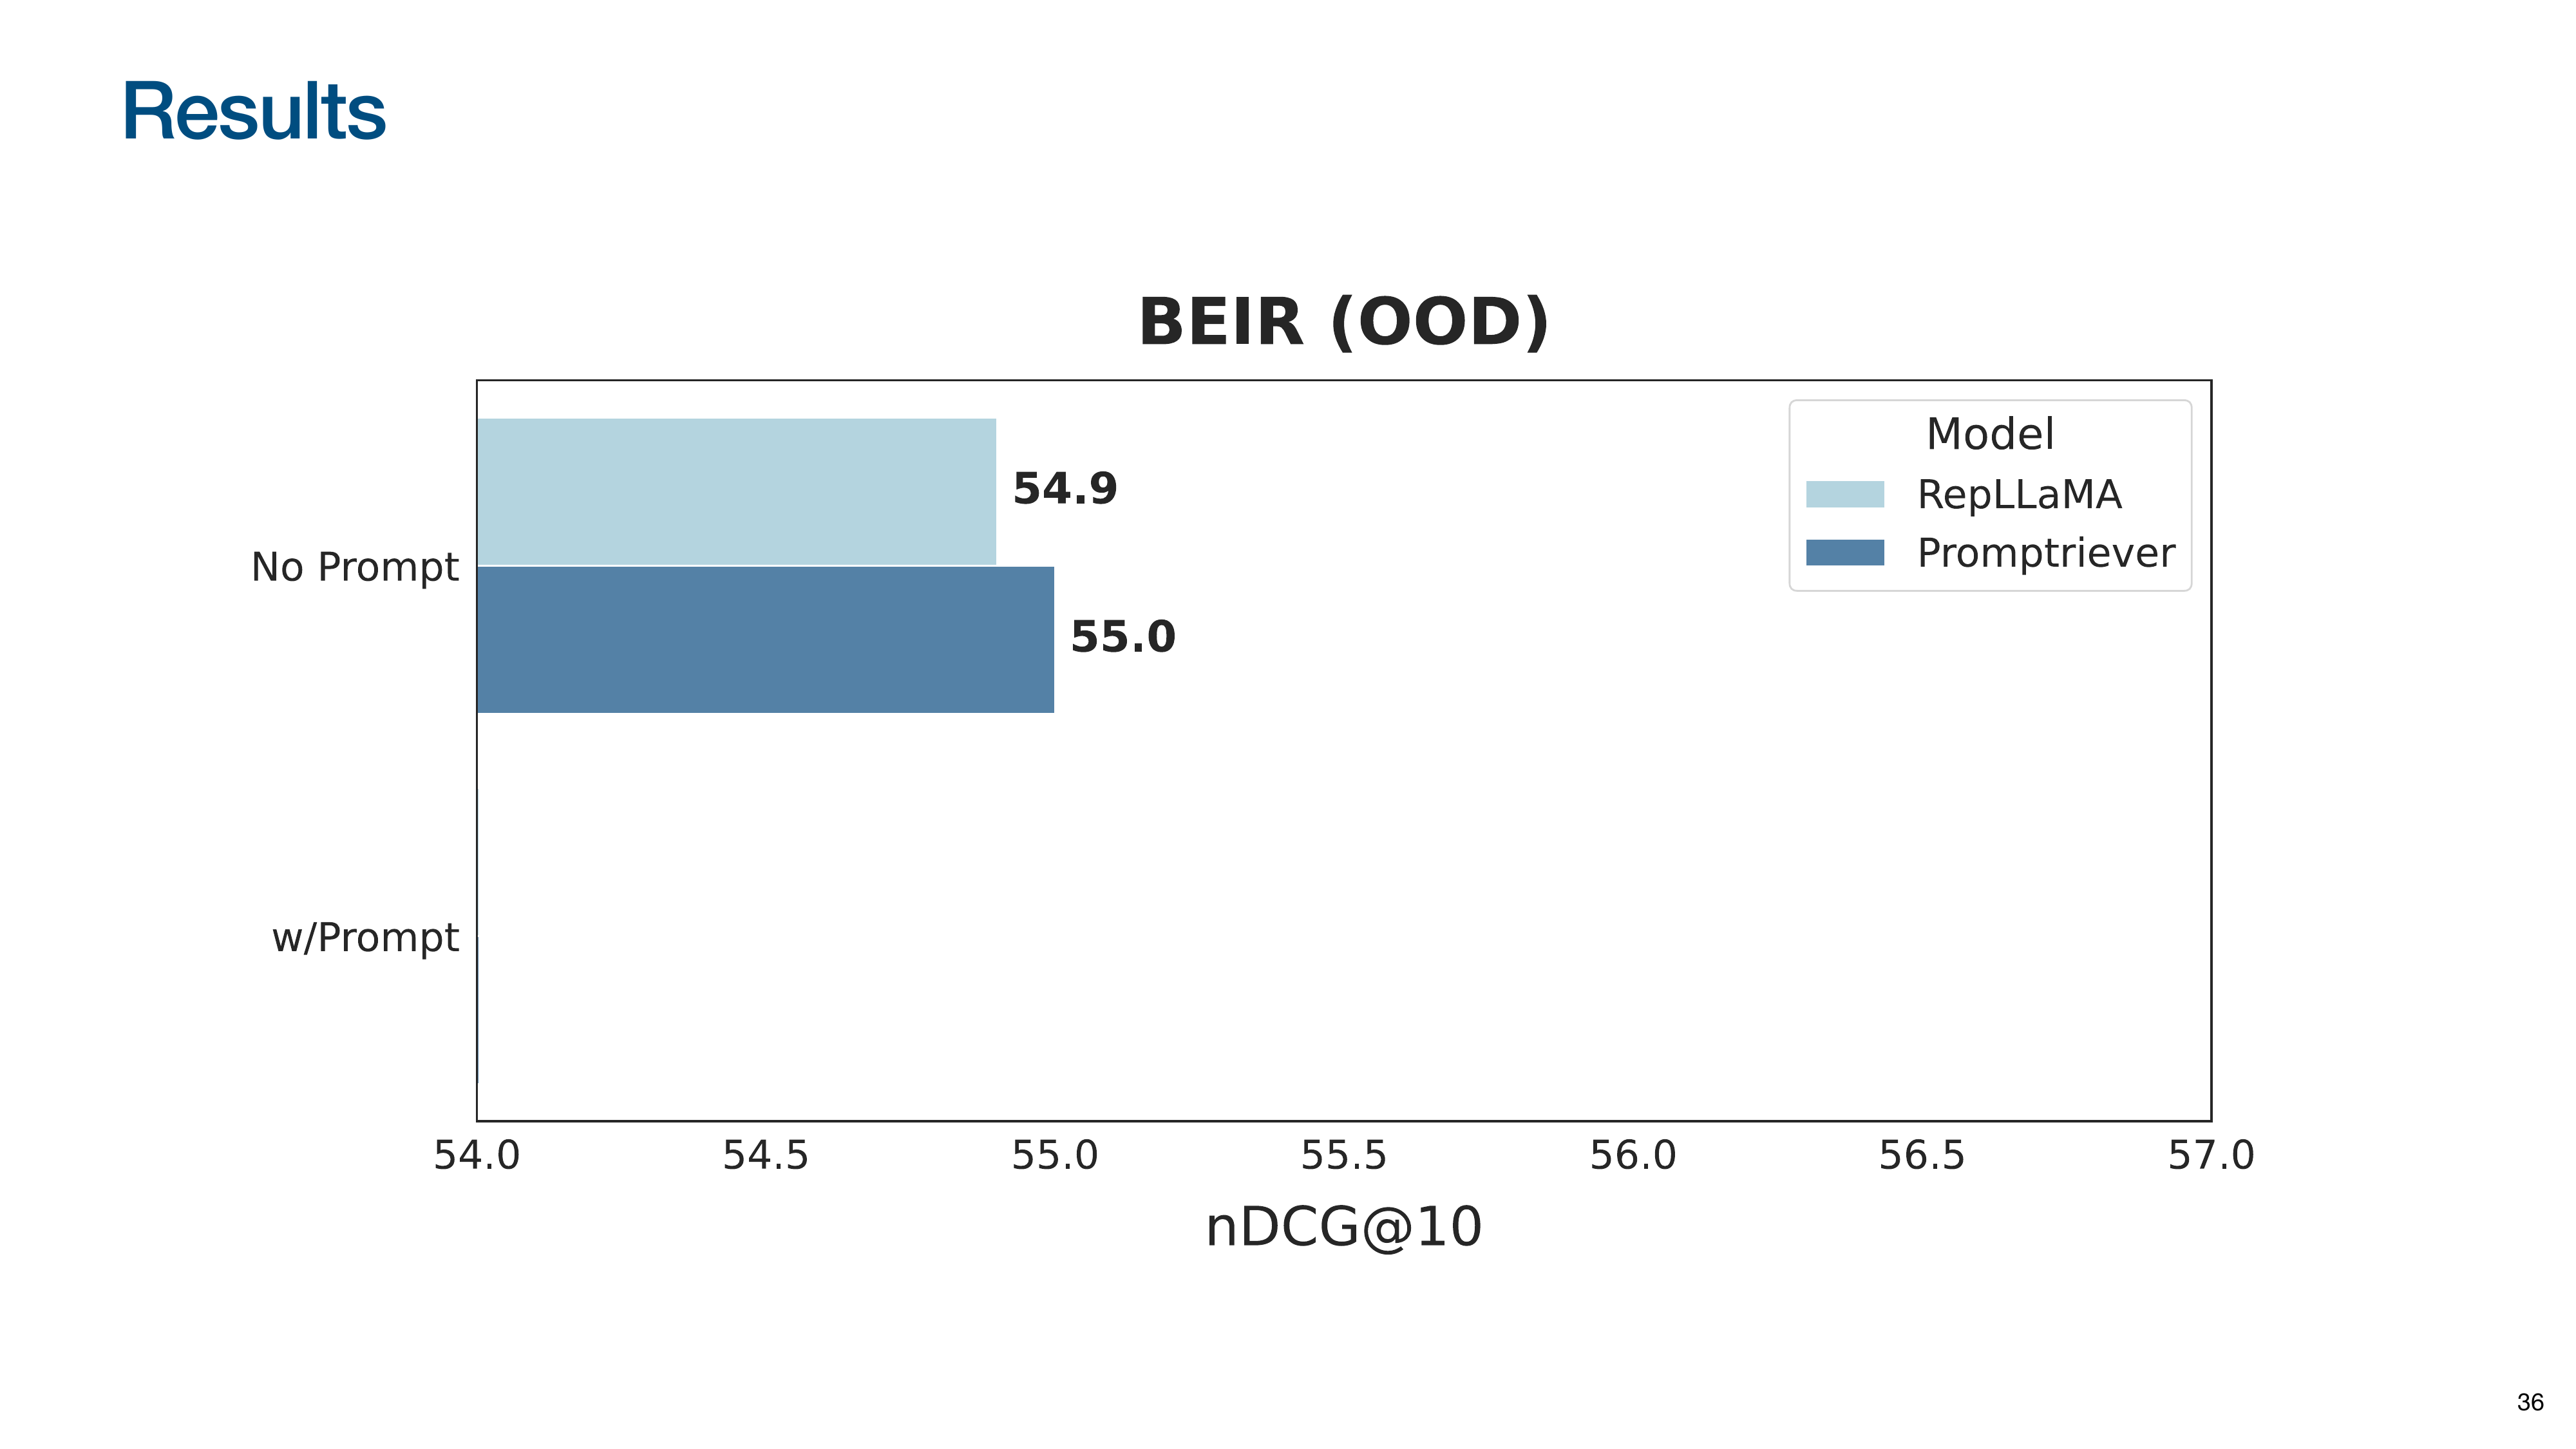 Results
BEIR (OOD)
Model
RepLLaMA
Promptriever
54.9
No Prompt
55.0
w/Prompt
54.0 54.5 55.0 55.5 56.0 56.5 57.0
nDCG@10
36